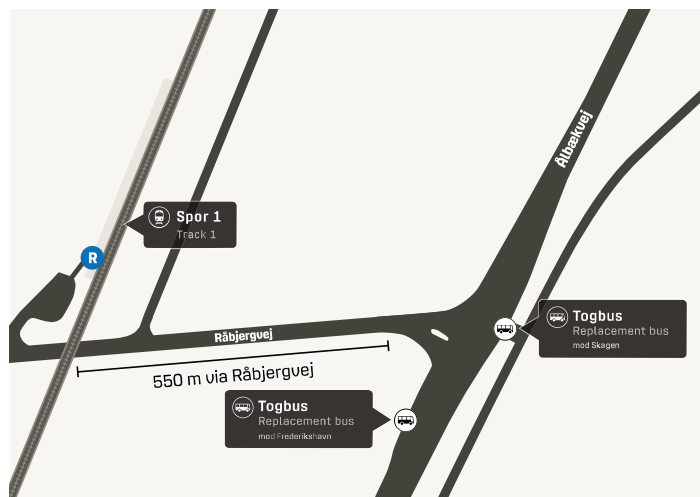 Ålbækvej
Spor 1
Track 1
R
Togbus
Replacement bus
mod Skagen
Råbjergvej
550 m via Råbjergvej
Togbus
Replacement bus
mod Frederikshavn